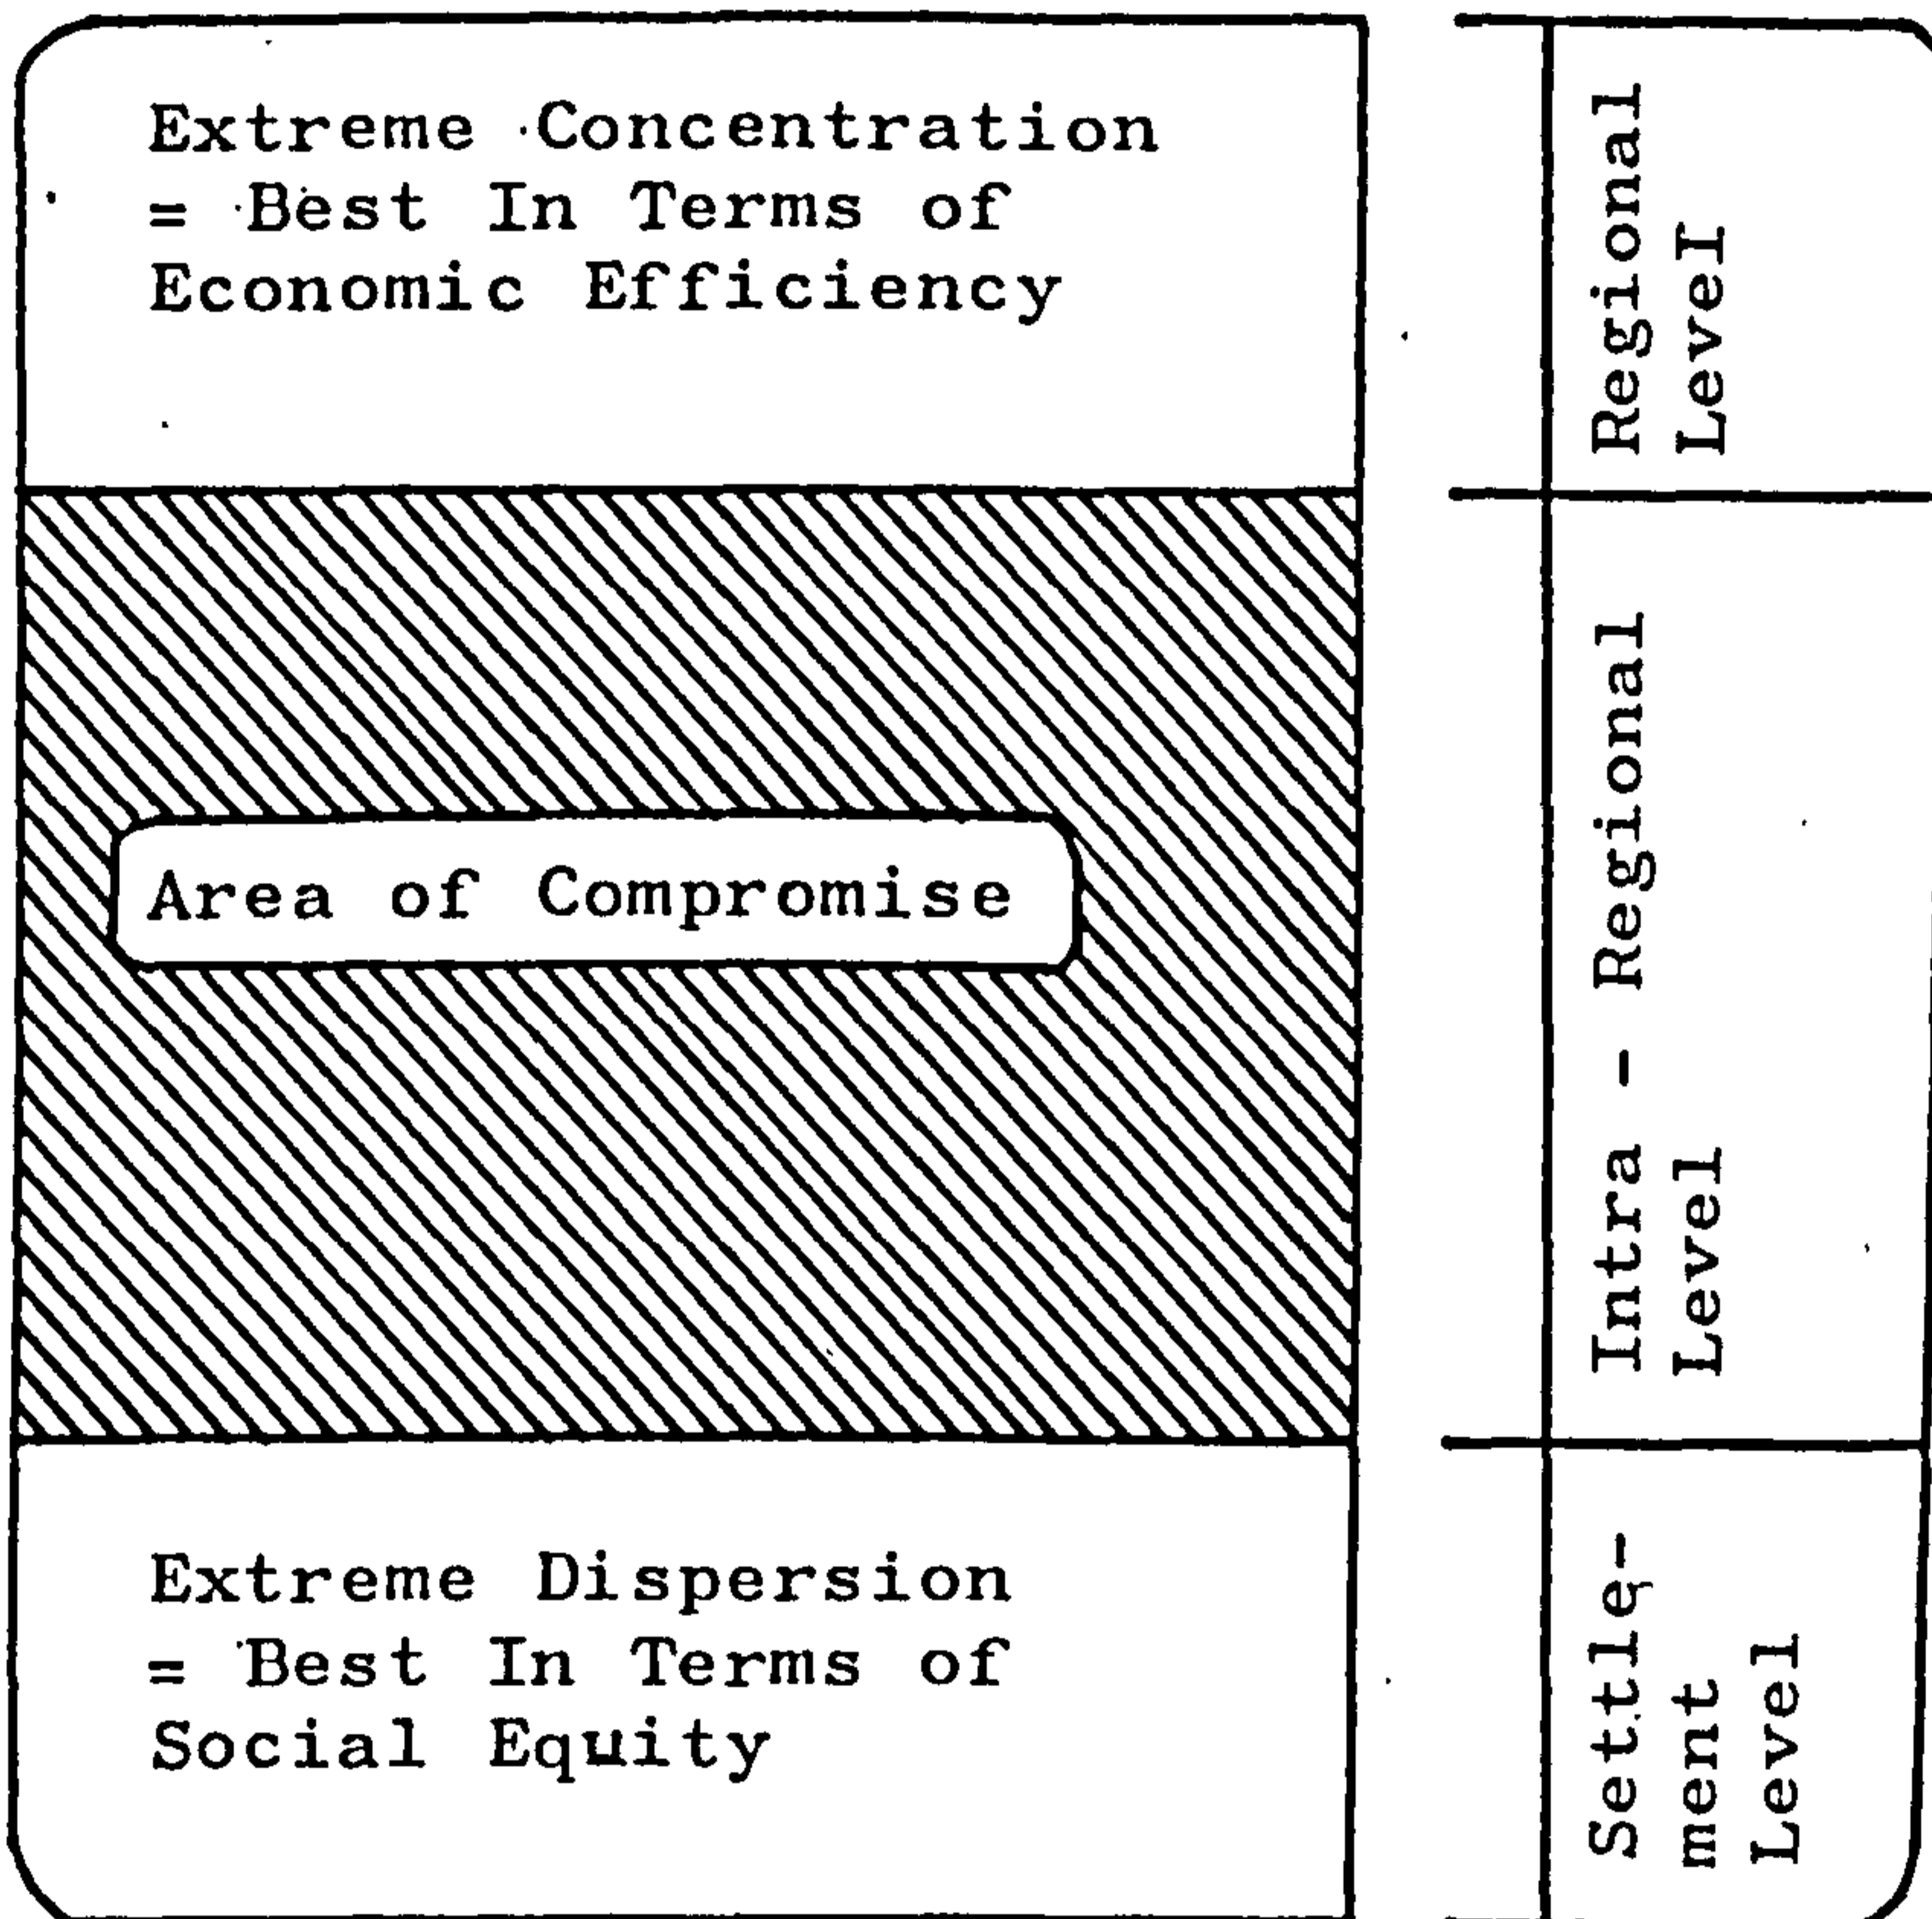 Extreme Concentration
= Best In Terms of
Economic Efficiency
Area of Compromise
Extreme Dispersion
= Best In Terms of
Social Equity
Regional
Level
Intra - Regional
Level
Settle-
ment
Level